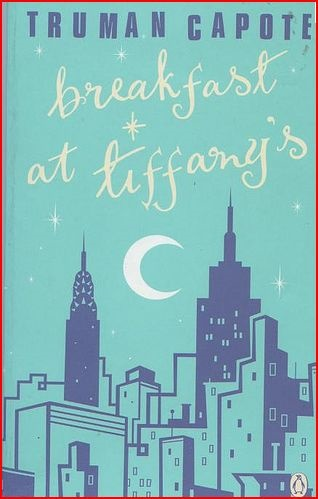 TRUMAN CAPOTE
breakfast
at tiffany's